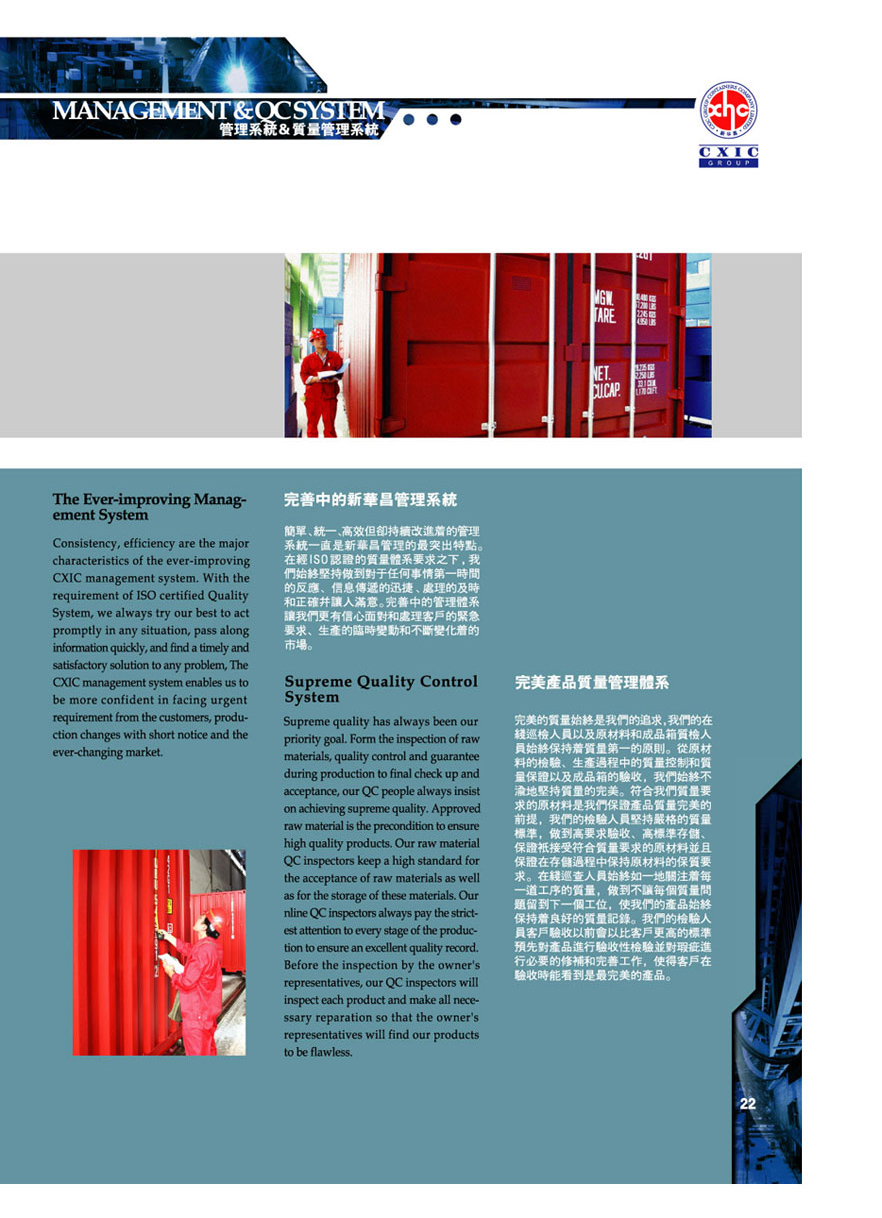 MANAGEMENT & QC SYSTEM
管理系統&質量管理系統
CXIC GROUP CONTAINERS COMPANY LIMITED
CXIC
GROUP
MGW.
TARE.
NET.
CU.CAP.
The Ever-improving Manag-
ement System
Consistency, efficiency are the major
characteristics of the ever-improving
CXIC management system. With the
requirement of ISO certified Quality
System, we always try our best to act
promptly in any situation, pass along
information quickly, and find a timely and
satisfactory solution to any problem, The
CXIC management system enables us to
be more confident in facing urgent
requirement from the customers, produ-
ction changes with short notice and the
ever-changing market.
完善中的新華昌管理系統
簡單、統一、高效但卻持續改進着的管理
系統一直是新華昌管理的最突出特點。
在經ISO認證的質量體系要求之下，我
們始終堅持做到對于任何事情第一時間
的反應、信息傳遞的迅捷、處理的及時
和正確并讓人滿意。完善中的管理體系
讓我們更有信心面對和處理客戶的緊急
要求、生產的臨時變動和不斷變化着的
市場。
Supreme Quality Control
System
Supreme quality has always been our
priority goal. Form the inspection of raw
materials, quality control and guarantee
during production to final check up and
acceptance, our QC people always insist
on achieving supreme quality. Approved
raw material is the precondition to ensure
high quality products. Our raw material
QC inspectors keep a high standard for
the acceptance of raw materials as well
as for the storage of these materials. Our
nline QC inspectors always pay the strict-
est attention to every stage of the produc-
tion to ensure an excellent quality record.
Before the inspection by the owner's
representatives, our QC inspectors will
inspect each product and make all nece-
ssary reparation so that the owner's
representatives will find our products
to be flawless.
完美產品質量管理體系
完美的質量始終是我們的追求，我們的在
綫巡檢人員以及原材料和成品箱質檢人
員始終保持着質量第一的原則。從原材
料的檢驗、生產過程中的質量控制和質
量保證以及成品箱的驗收，我們始終不
渝地堅持質量的完美。符合我們質量要
求的原材料是我們保證產品質量完美的
前提，我們的檢驗人員堅持嚴格的質量
標準，做到高要求驗收、高標準存儲、
保證衹接受符合質量要求的原材料並且
保證在存儲過程中保持原材料的保質要
求。在綫巡查人員始終如一地關注着每
一道工序的質量，做到不讓每個質量問
題留到下一個工位，使我們的產品始終
保持着良好的質量記錄。我們的檢驗人
員客戶驗收以前會以比客戶更高的標準
預先對產品進行驗收性檢驗並對瑕疵進
行必要的修補和完善工作，使得客戶在
驗收時能看到是最完美的產品。
22